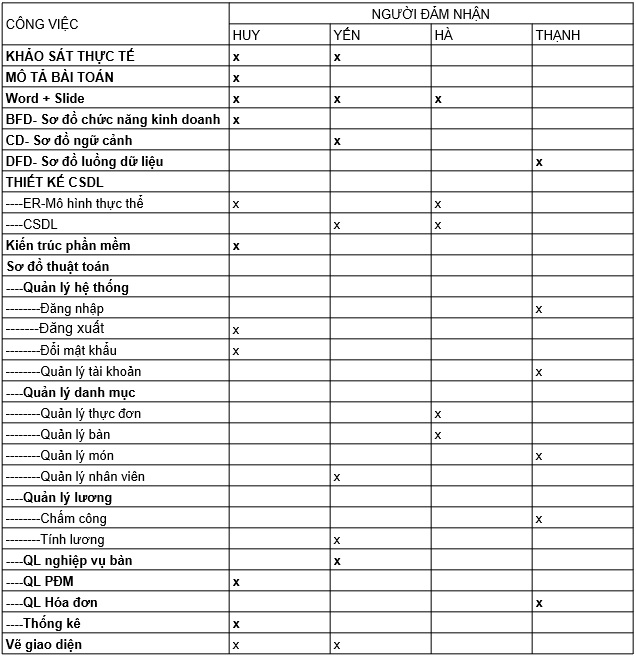 CÔNG VIỆC NGƯỜI ĐẢM NHẬN
HUY YẾN HÀ THẠNH
KHẢO SÁT THỰC TẾ x x
MÔ TẢ BÀI TOÁN x
Word + Slide x x x
BFD- Sơ đồ chức năng kinh doanh x
CD- Sơ đồ ngữ cảnh x
DFD- Sơ đồ luồng dữ liệu x
THIẾT KẾ CSDL
----ER-Mô hình thực thể x x
----CSDL x x
Kiến trúc phần mềm x
Sơ đồ thuật toán
----Quản lý hệ thống
--------Đăng nhập x
-------Đăng xuất x
--------Đổi mật khẩu x
--------Quản lý tài khoản x
----Quản lý danh mục
--------Quản lý thực đơn x
--------Quản lý bàn x
--------Quản lý món x
--------Quản lý nhân viên x
----Quản lý lương
--------Chấm công x
--------Tính lương x
----QL nghiệp vụ bàn x
----QL PĐM x
----QL Hóa đơn x
----Thống kê x
Vẽ giao diện x x